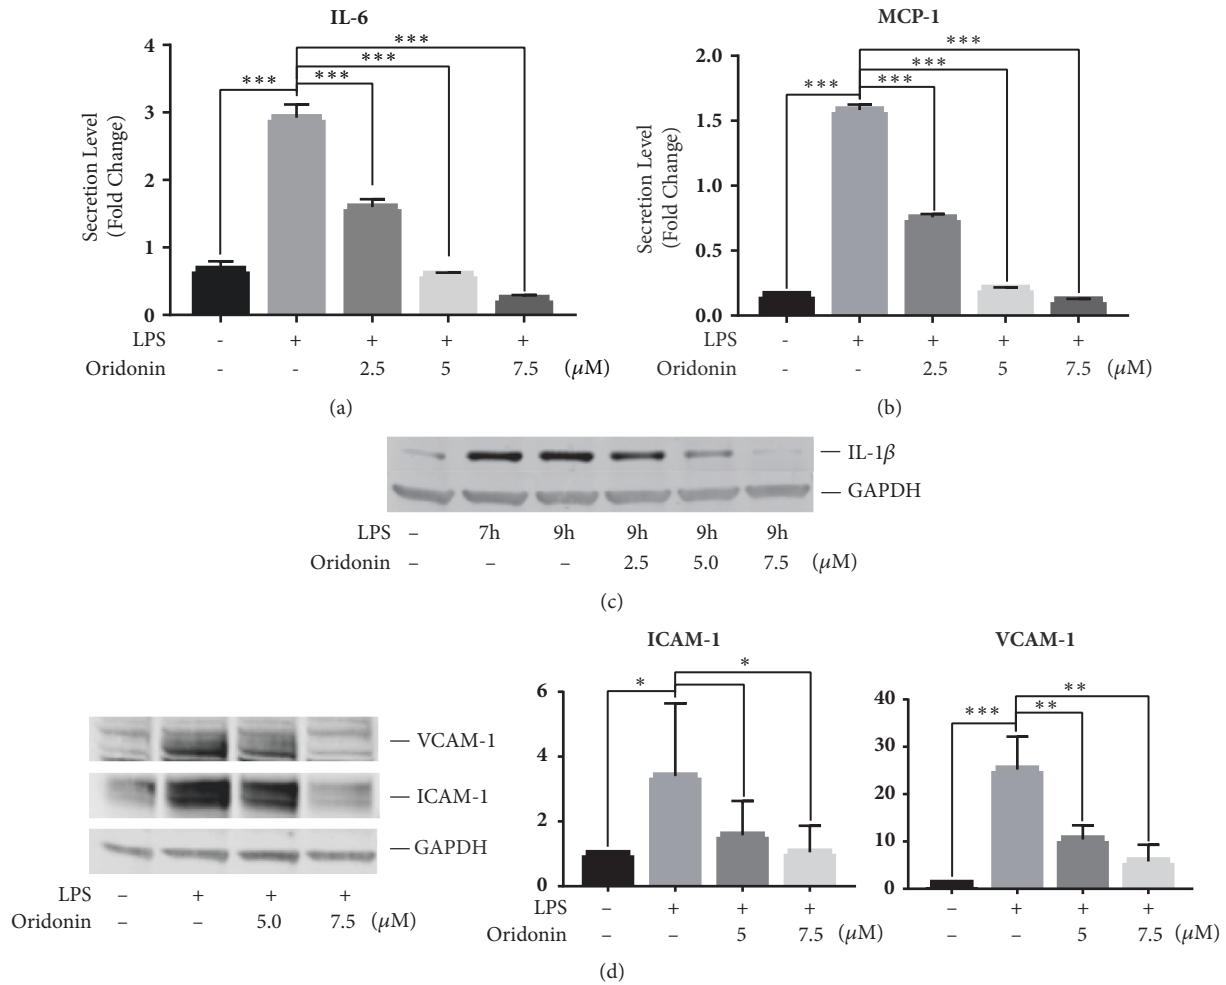 IL-6
Secretion Level
(Fold Change)
4
3
2
1
0
*** *** *** ***
LPS - + + + +
Oridonin - - 2.5 5 7.5 (μM)
(a)
MCP-1
Secretion Level
(Fold Change)
2.0
1.5
1.0
0.5
0.0
*** *** *** ***
LPS - + + + +
Oridonin - - 2.5 5 7.5 (μM)
(b)
IL-1β
GAPDH
LPS – 7h 9h 9h 9h 9h
Oridonin – – – 2.5 5.0 7.5 (μM)
(c)
VCAM-1
ICAM-1
GAPDH
LPS – + + +
Oridonin – – 5.0 7.5 (μM)
ICAM-1
6
4
2
0
* *
LPS – + + +
Oridonin – – 5 7.5 (μM)
VCAM-1
40
30
20
10
0
*** ** **
– + + +
– – 5 7.5 (μM)
(d)